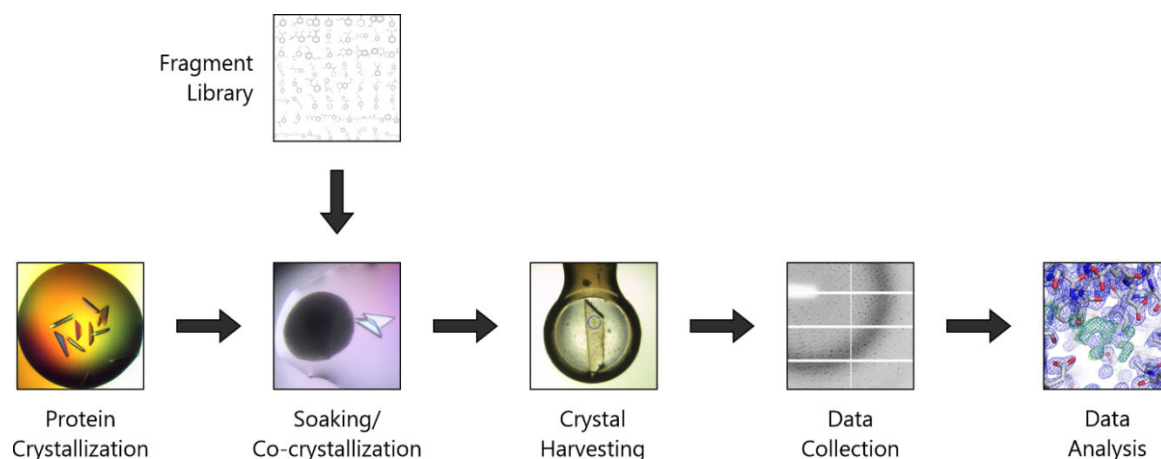 Fragment
Library
Protein
Crystallization
Soaking/
Co-crystallization
Crystal
Harvesting
Data
Collection
Data
Analysis